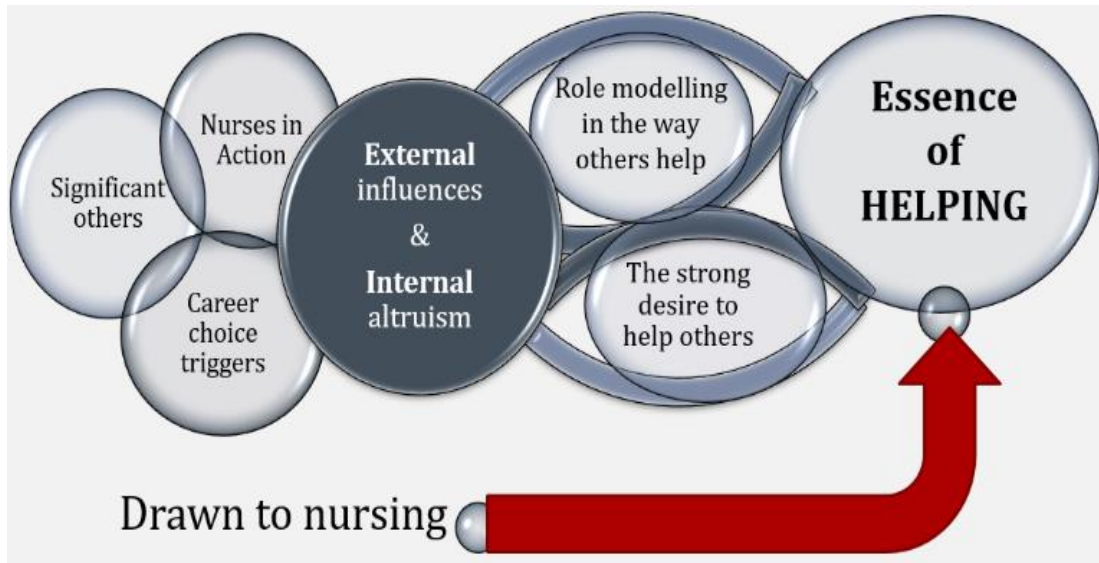 Significant
others
Nurses in
Action
Career
choice
triggers
External
influences
&
Internal
altruism
Role modelling
in the way
others help
The strong
desire to
help others
Essence
of
HELPING
Drawn to nursing